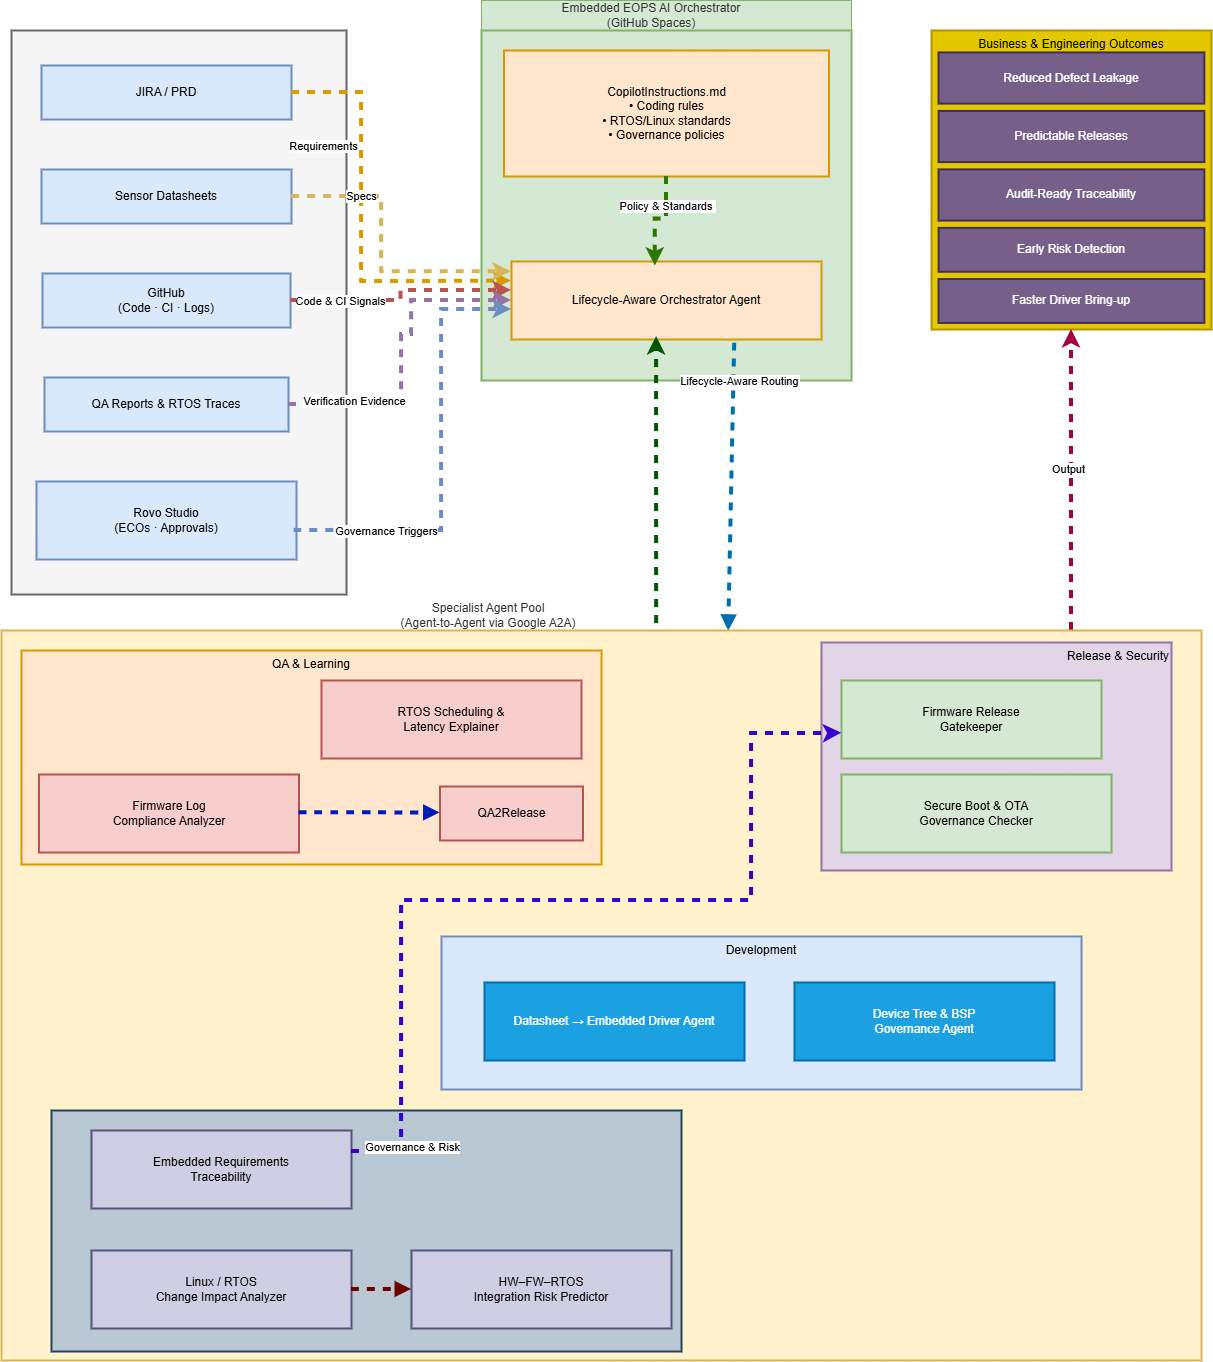 Embedded EOPS AI Orchestrator
(GitHub Spaces)
JIRA / PRD
Requirements
Sensor Datasheets
Specs
GitHub
(Code · CI · Logs)
Code & CI Signals
QA Reports & RTOS Traces
Verification Evidence
Rovo Studio
(ECOs · Approvals)
Governance Triggers
CopilotInstructions.md
• Coding rules
• RTOS/Linux standards
• Governance policies
Policy & Standards
Lifecycle-Aware Orchestrator Agent
Lifecycle-Aware Routing
Business & Engineering Outcomes
Reduced Defect Leakage
Predictable Releases
Audit-Ready Traceability
Early Risk Detection
Faster Driver Bring-up
Output
Specialist Agent Pool
(Agent-to-Agent via Google A2A)
QA & Learning
RTOS Scheduling &
Latency Explainer
Firmware Log
Compliance Analyzer
QA2Release
Release & Security
Firmware Release
Gatekeeper
Secure Boot & OTA
Governance Checker
Development
Datasheet → Embedded Driver Agent
Device Tree & BSP
Governance Agent
Embedded Requirements
Traceability
Governance & Risk
Linux / RTOS
Change Impact Analyzer
HW–FW–RTOS
Integration Risk Predictor